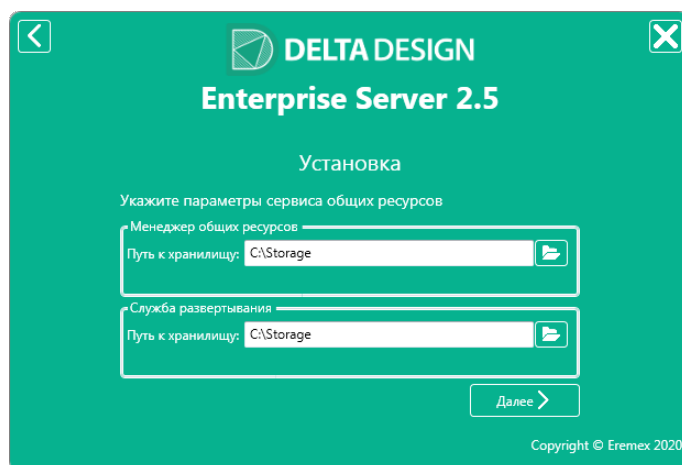 DELTA DESIGN
Enterprise Server 2.5
Установка
Укажите параметры сервиса общих ресурсов
Менеджер общих ресурсов
Путь к хранилищу: C:\Storage
Служба развертывания
Путь к хранилищу: C:\Storage
Далее
Copyright © Eremex 2020